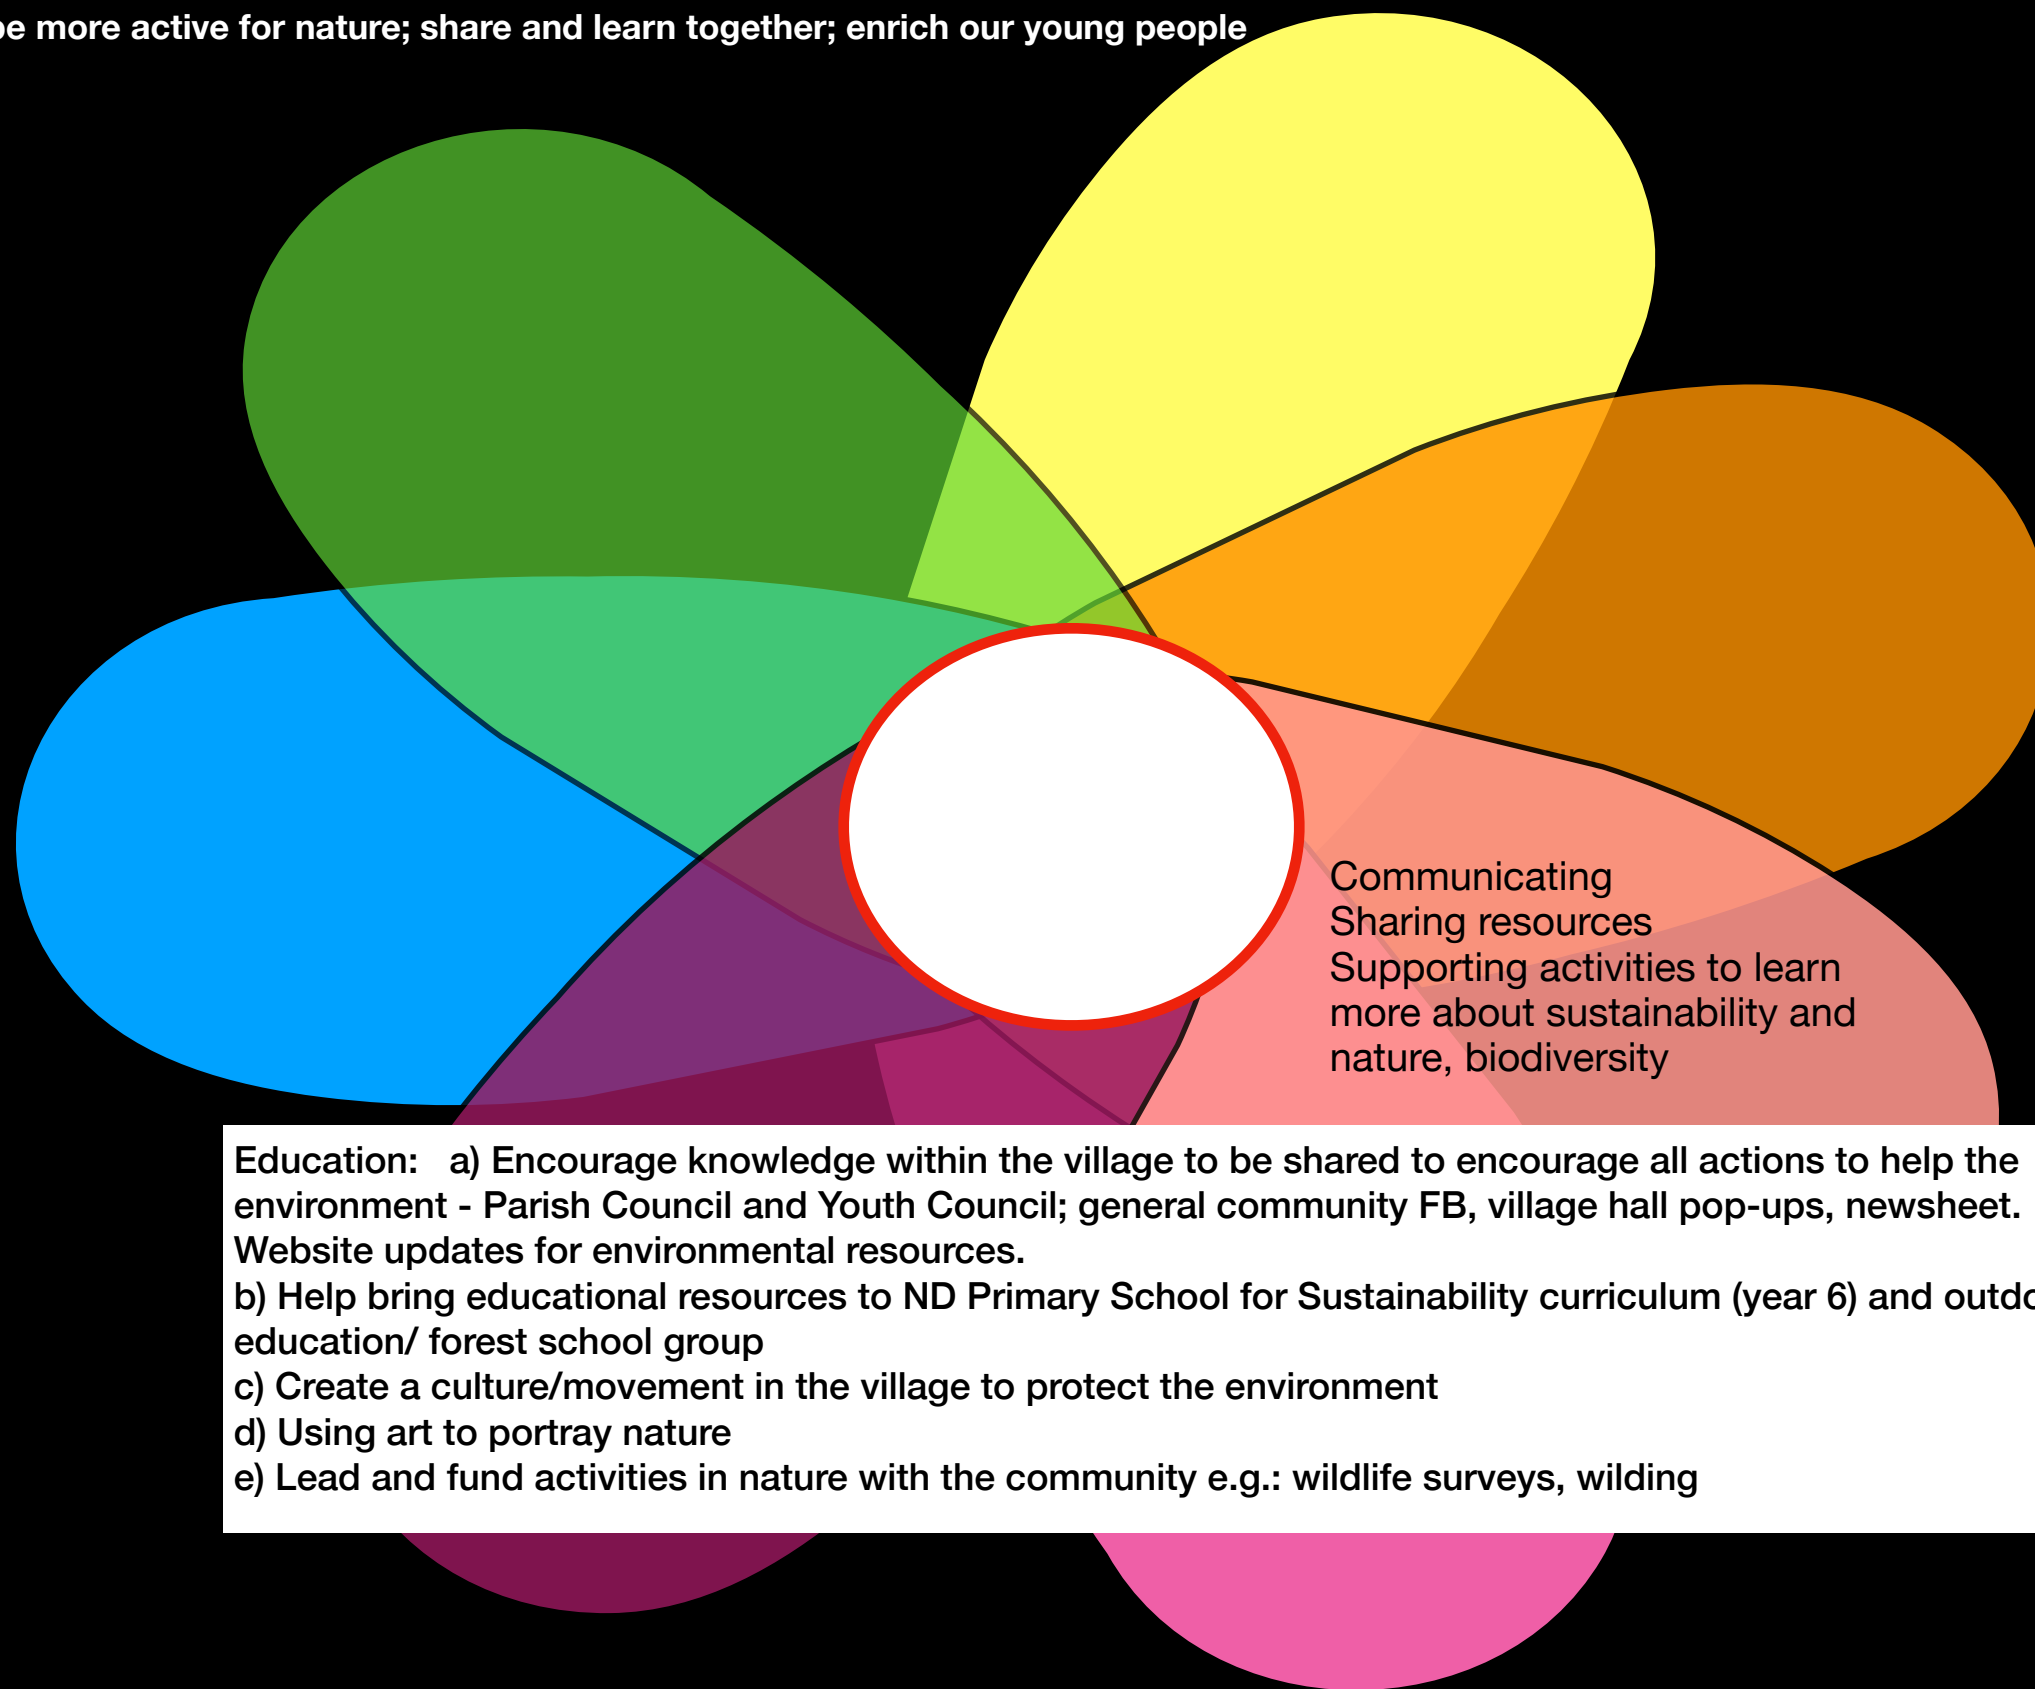 be more active for nature; share and learn together; enrich our young people
Communicating
Sharing resources
Supporting activities to learn
more about sustainability and
nature, biodiversity
Education:   a) Encourage knowledge within the village to be shared to encourage all actions to help the
environment - Parish Council and Youth Council; general community FB, village hall pop-ups, newsheet.
Website updates for environmental resources.
b) Help bring educational resources to ND Primary School for Sustainability curriculum (year 6) and
education/ forest school group
c) Create a culture/movement in the village to protect the environment
d) Using art to portray nature
e) Lead and fund activities in nature with the community e.g.: wildlife surveys, wilding